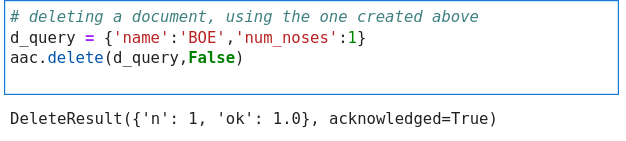 # deleting a document, using the one created above
d_query = {'name':'BOE','num_noses':1}
aac.delete(d_query,False)
DeleteResult({'n': 1, 'ok': 1.0}, acknowledged=True)